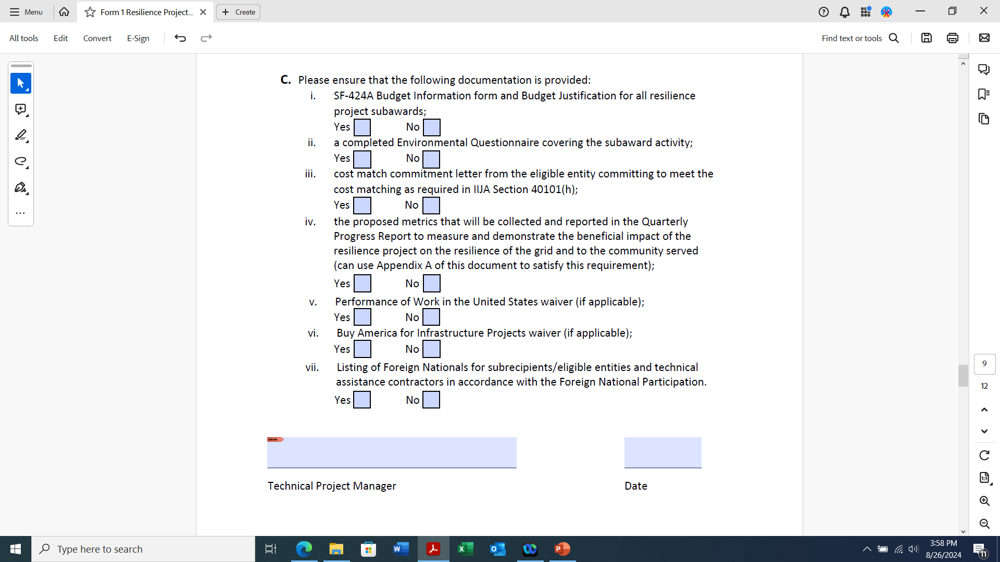 Menu
Form 1 Resilience Project...
Create
All tools
Edit
Convert
E-Sign
Find text or tools
C. Please ensure that the following documentation is provided:
i. SF-424A Budget Information form and Budget Justification for all resilience
project subawards;
Yes No
ii. a completed Environmental Questionnaire covering the subaward activity;
Yes No
iii. cost match commitment letter from the eligible entity committing to meet the
cost matching as required in IIJA Section 40101(h);
Yes No
iv. the proposed metrics that will be collected and reported in the Quarterly
Progress Report to measure and demonstrate the beneficial impact of the
resilience project on the resilience of the grid and to the community served
(can use Appendix A of this document to satisfy this requirement);
Yes No
v. Performance of Work in the United States waiver (if applicable);
Yes No
vi. Buy America for Infrastructure Projects waiver (if applicable);
Yes No
vii. Listing of Foreign Nationals for subrecipients/eligible entities and technical
assistance contractors in accordance with the Foreign National Participation.
Yes No
Technical Project Manager
Date
9
12
1:1
Type here to search
3:58 PM
8/26/2024
11